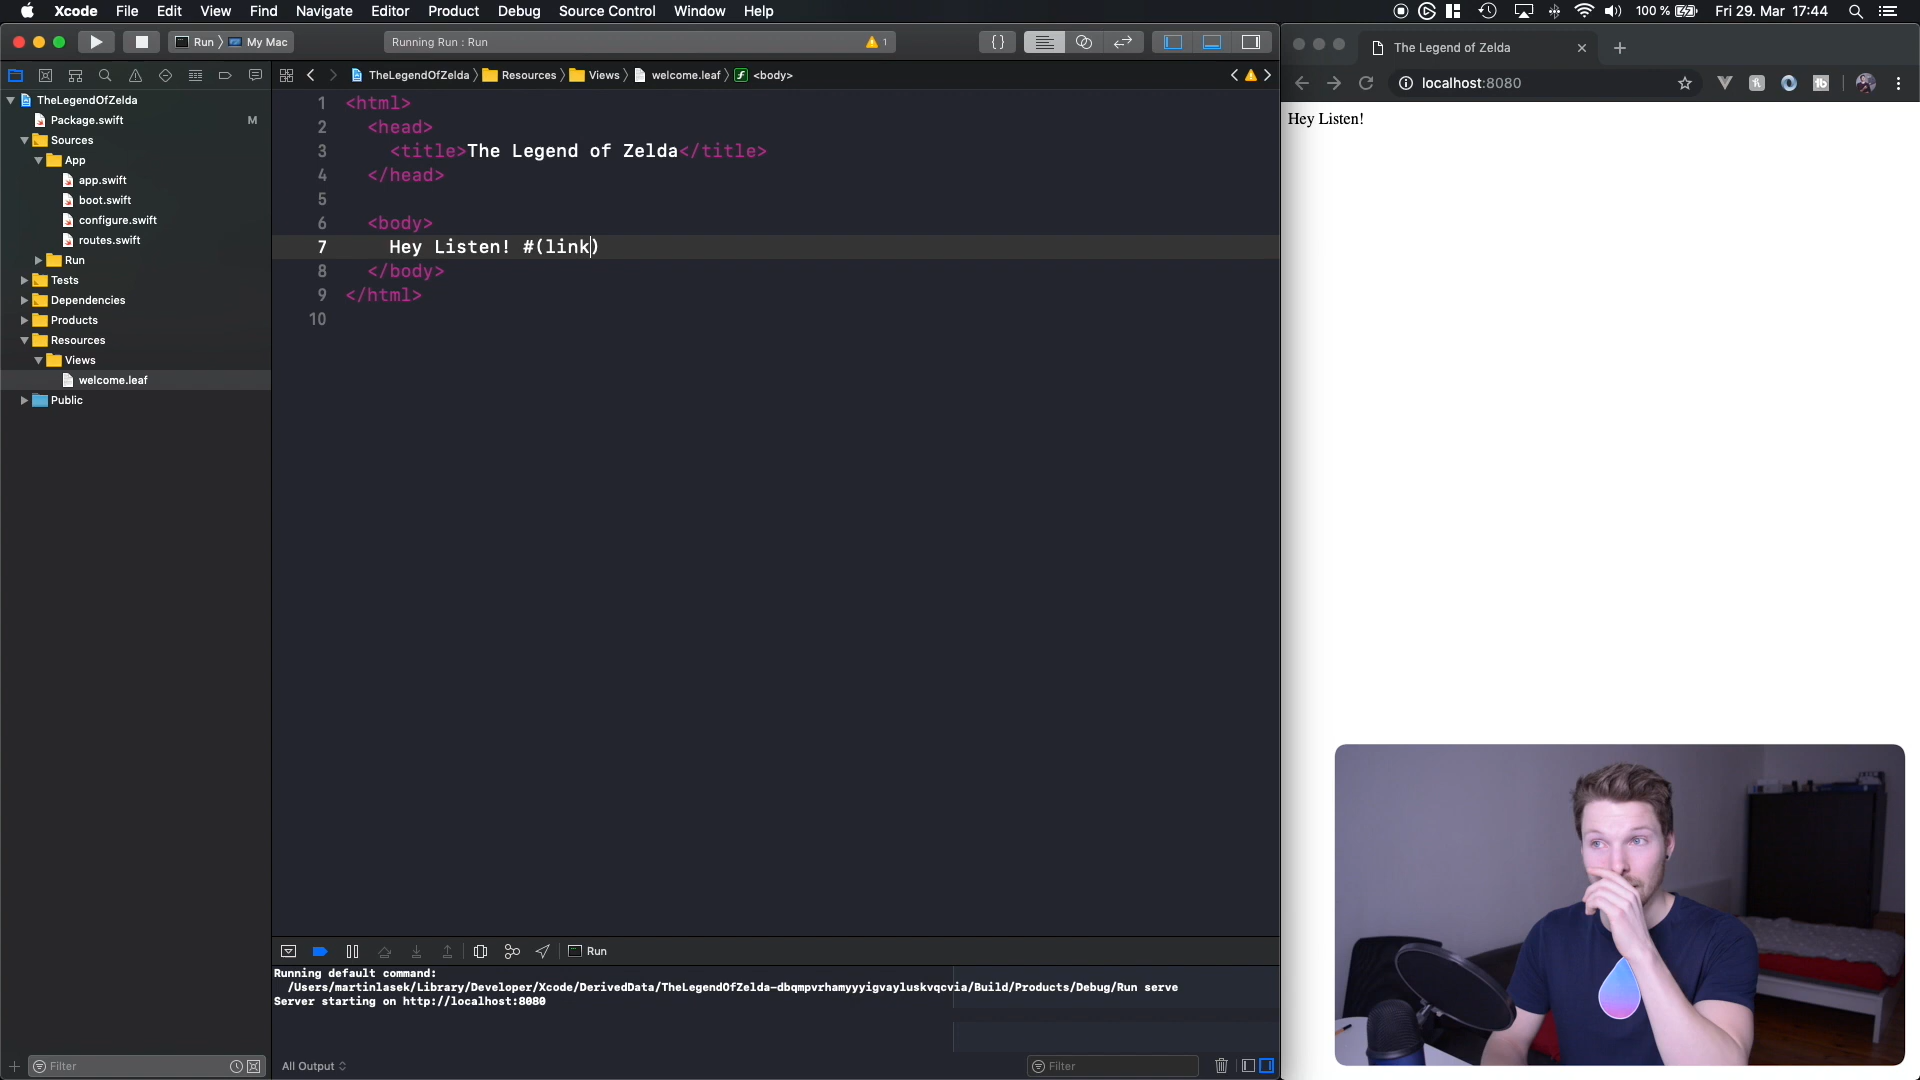 Xcode File Edit View Find Navigate Editor Product Debug Source Control Window Help 100 % Fri 29. Mar 17:44
Run My Mac Running Run : Run 1
The Legend of Zelda
TheLegendOfZelda Resources Views welcome.leaf <body>
localhost:8080
Hey Listen!
TheLegendOfZelda
Package.swift M
Sources
App
app.swift
boot.swift
configure.swift
routes.swift
Run
Tests
Dependencies
Products
Resources
Views
welcome.leaf
Public
1 <html>
2 <head>
3 <title>The Legend of Zelda</title>
4 </head>
5
6 <body>
7 Hey Listen! #(link)
8 </body>
9 </html>
10
Run
Running default command:
/Users/martinlasek/Library/Developer/Xcode/DerivedData/TheLegendOfZelda-dbqmpvrhamyyyigvayluskvqcvia/Build/Products/Debug/Run serve
Server starting on http://localhost:8080
Filter
All Output
Filter